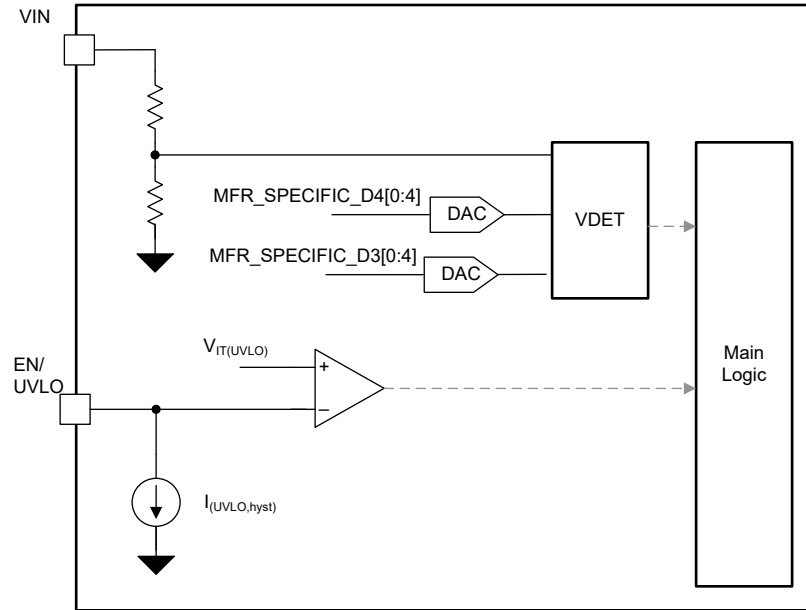 VIN
MFR_SPECIFIC_D4[0:4]
DAC
VDET
MFR_SPECIFIC_D3[0:4]
DAC
VIT(UVLO)
EN/
UVLO
+
−
Main
Logic
I(UVLO,hyst)